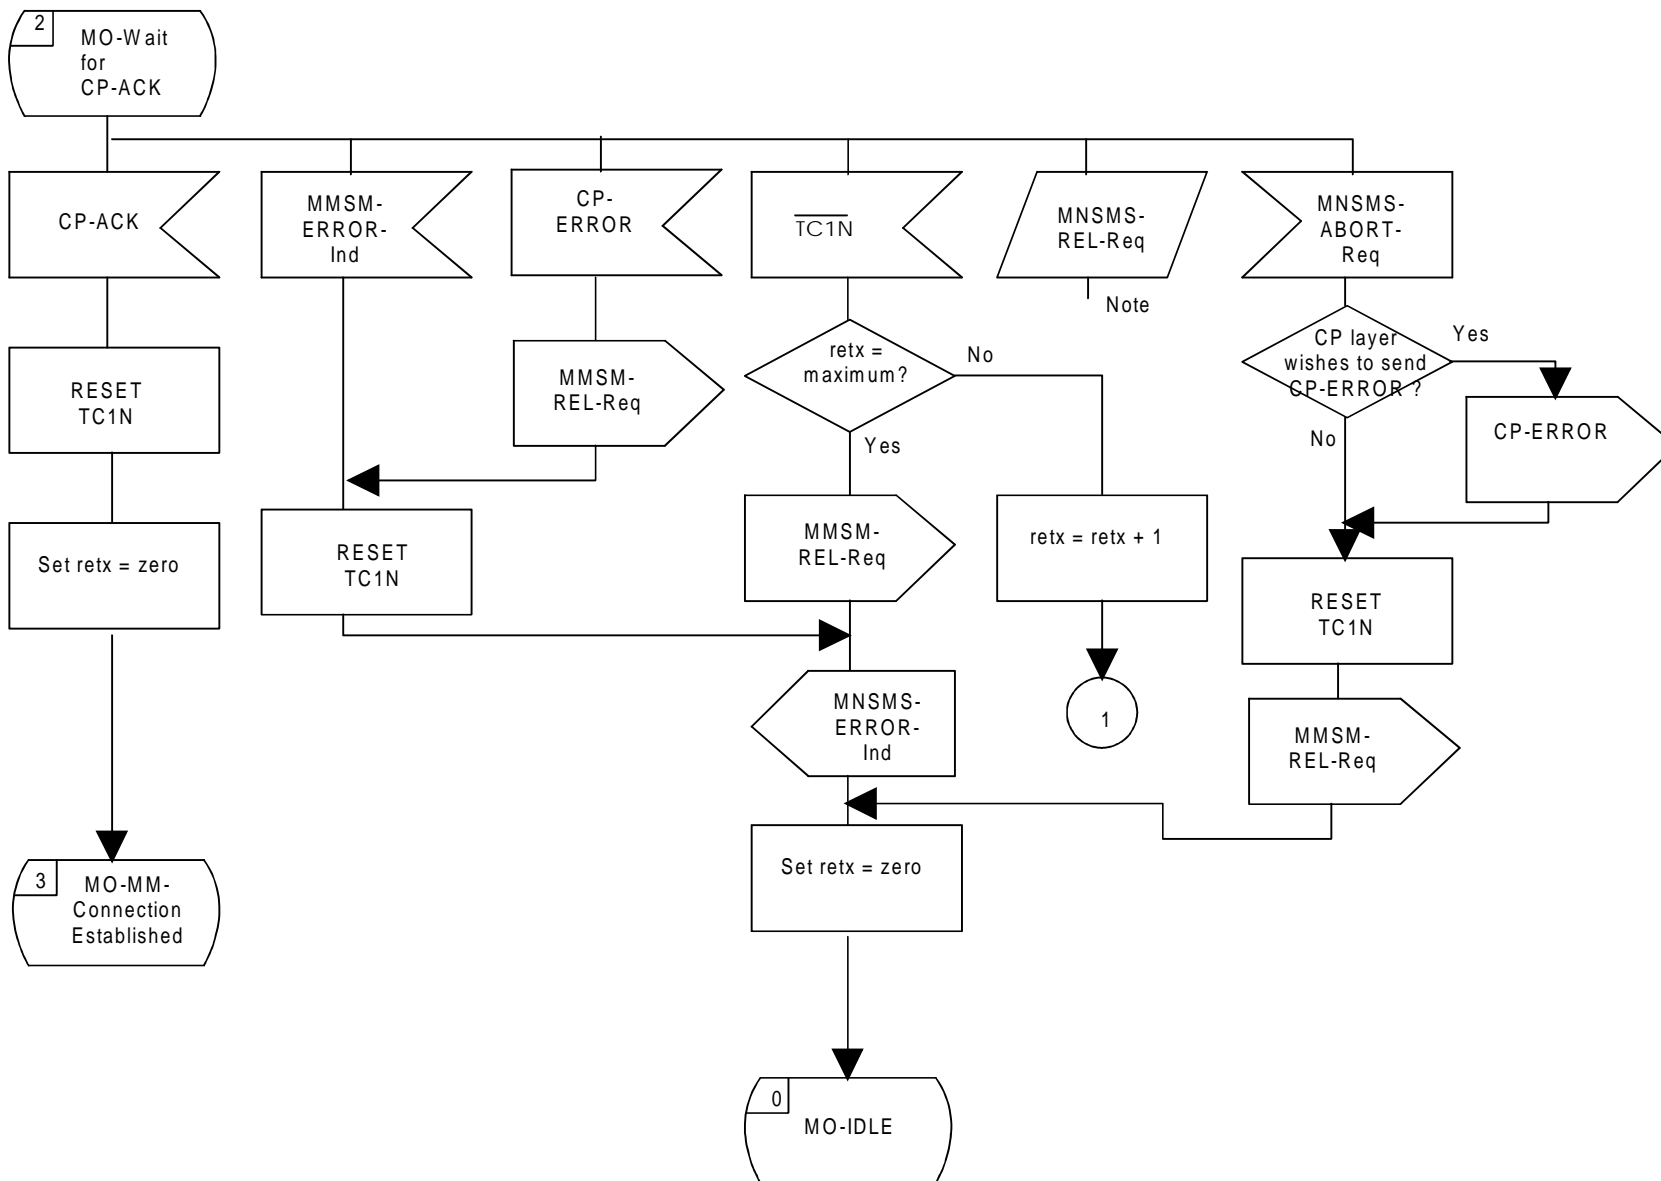 2
MO-Wait
for
CP-ACK
CP-ACK
MMSM-
ERROR-
Ind
CP-
ERROR
TC1N
MNSMS-
REL-Req
Note
MNSMS-
ABORT-
Req
RESET
TC1N
MMSM-
REL-Req
retx =
maximum?
No
Yes
CP layer
wishes to send
CP-ERROR ?
Yes
No
CP-ERROR
Set retx = zero
RESET
TC1N
MMSM-
REL-Req
retx = retx + 1
RESET
TC1N
MNSMS-
ERROR-
Ind
1
MMSM-
REL-Req
3
MO-MM-
Connection
Established
Set retx = zero
0
MO-IDLE